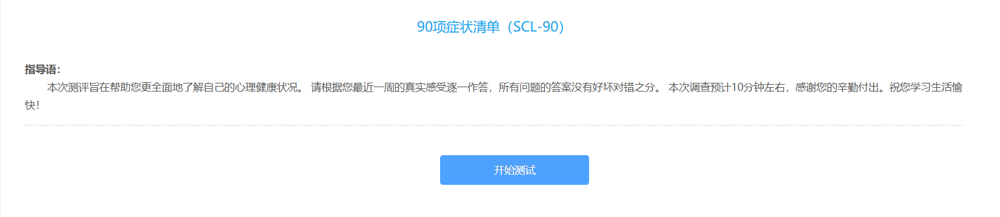 90项症状清单（SCL-90）
指导语：
本次测评旨在帮助您更全面地了解自己的心理健康状况。 请根据您最近一周的真实感受逐一作答，所有问题的答案没有好坏对错之分。 本次调查预计10分钟左右，感谢您的辛勤付出。祝您学习生活愉
快！
开始测试